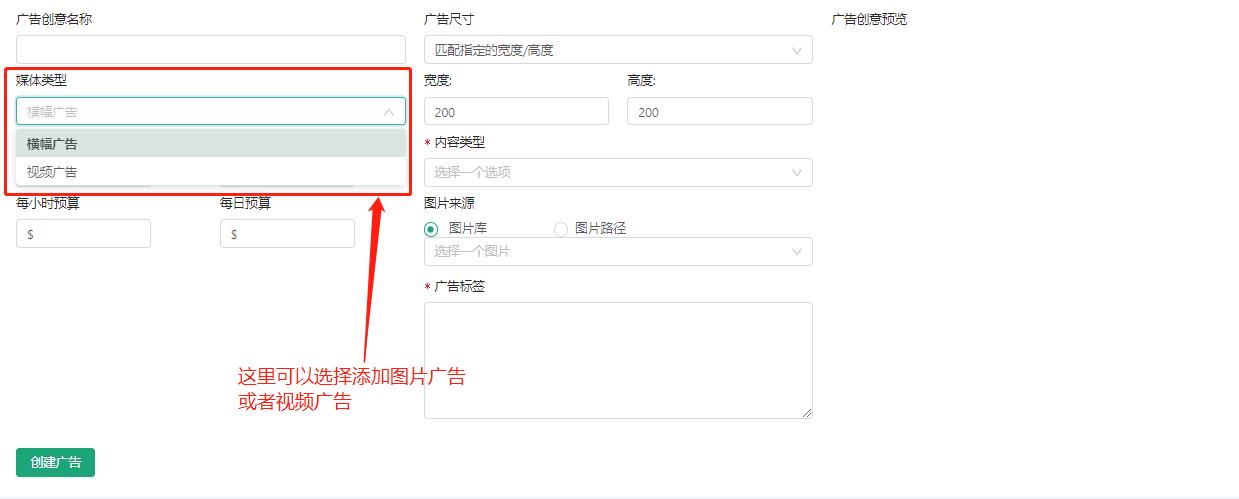 广告创意名称
媒体类型
横幅广告
横幅广告
视频广告
每小时预算
每日预算
$
$
广告尺寸
匹配指定的宽度/高度
宽度:
高度:
200
200
* 内容类型
选择一个选项
图片来源
图片库
图片路径
选择一个图片
* 广告标签
广告创意预览
这里可以选择添加图片广告
或者视频广告
创建广告